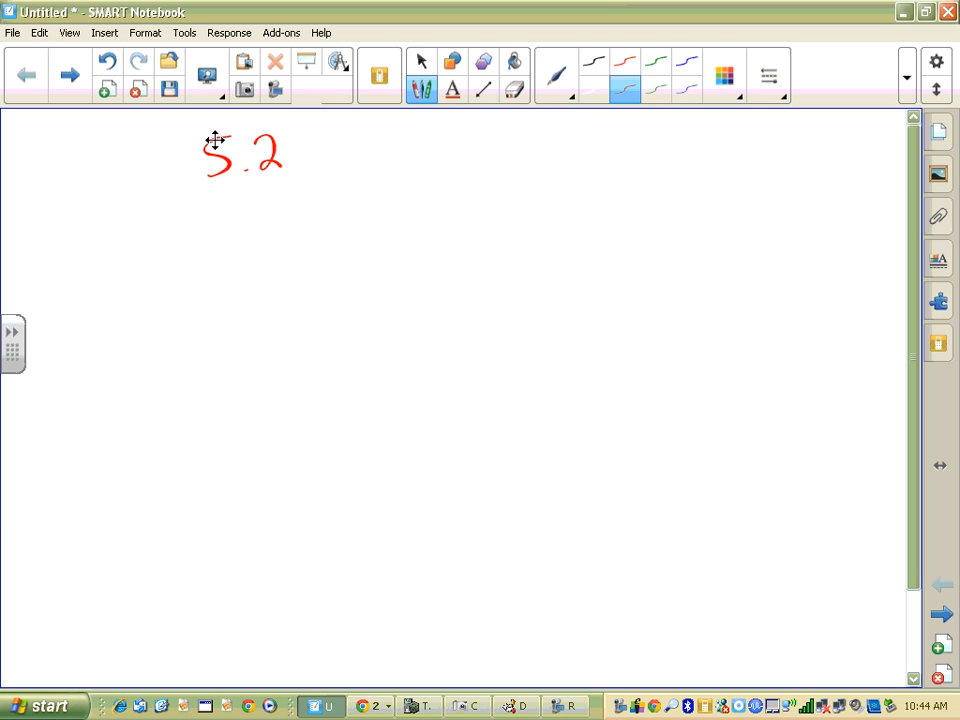 Untitled * - SMART Notebook
File Edit View Insert Format Tools Response Add-ons Help
5.2
start U 2 T. C D R 10:44 AM